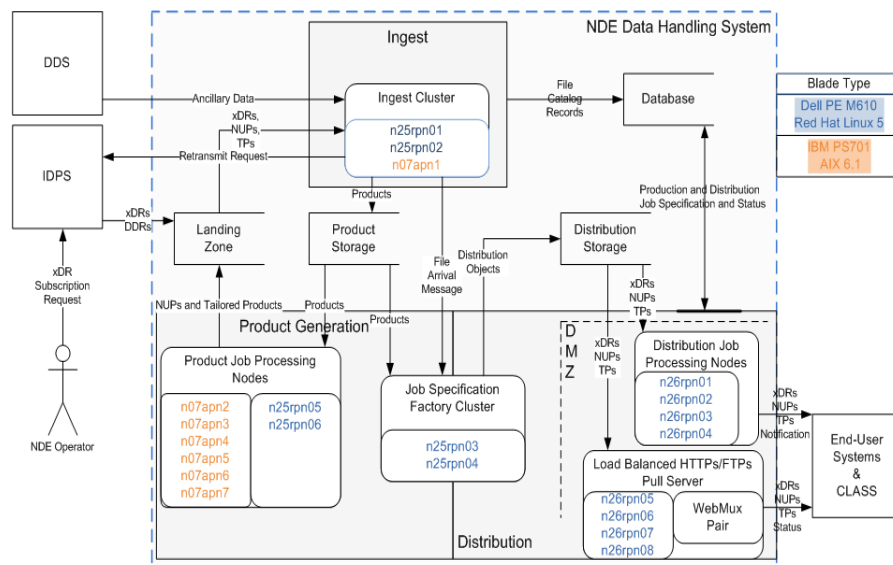 NDE Data Handling System
Ingest
DDS
Ancillary Data
Ingest Cluster
n25rpn01
n25rpn02
n07apn1
File
Catalog
Records
Database
Blade Type
Dell PE M610
Red Hat Linux 5
IBM PS701
AIX 6.1
xDRs,
NUPs,
TPs
Retransmit Request
IDPS
xDRs
DDRs
Landing
Zone
Products
Product
Storage
File
Arrival
Message
Distribution
Objects
Distribution
Storage
Production and Distribution
Job Specification and Status
xDR
Subscription
Request
NDE Operator
NUPs and Tailored Products
Products
Products
xDRs
NUPs
TPs
xDRs
NUPs
TPs
Product Generation
Product Job Processing
Nodes
n07apn2
n07apn3
n07apn4
n07apn5
n07apn6
n07apn7
n25rpn05
n25rpn06
Job Specification
Factory Cluster
n25rpn03
n25rpn04
D
M
Z
Distribution Job
Processing Nodes
n26rpn01
n26rpn02
n26rpn03
n26rpn04
xDRs
NUPs
TPs
Notification
End-User
Systems
&
CLASS
Load Balanced HTTPs/FTPs
Pull Server
n26rpn05
n26rpn06
n26rpn07
n26rpn08
WebMux
Pair
xDRs
NUPs
TPs
Status
Distribution